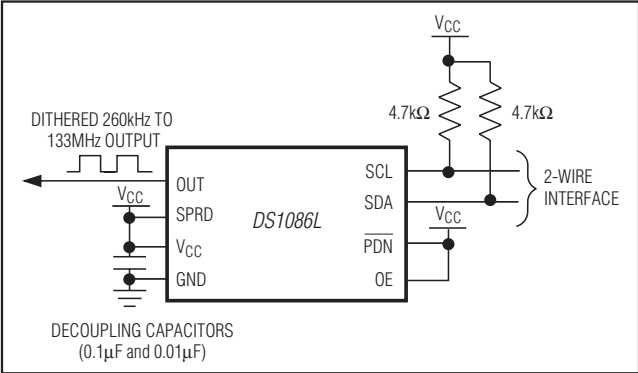 VCC
4.7kΩ
4.7kΩ
DITHERED 260kHz TO
133MHz OUTPUT
VCC
OUT
SPRD
VCC
GND
DS1086L
SCL
SDA
PDN
OE
VCC
2-WIRE
INTERFACE
DECOUPLING CAPACITORS
(0.1μF and 0.01μF)